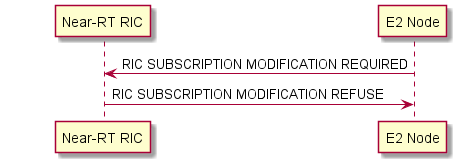 Near-RT RIC
E2 Node
RIC SUBSCRIPTION MODIFICATION REQUIRED
RIC SUBSCRIPTION MODIFICATION REFUSE
Near-RT RIC
E2 Node